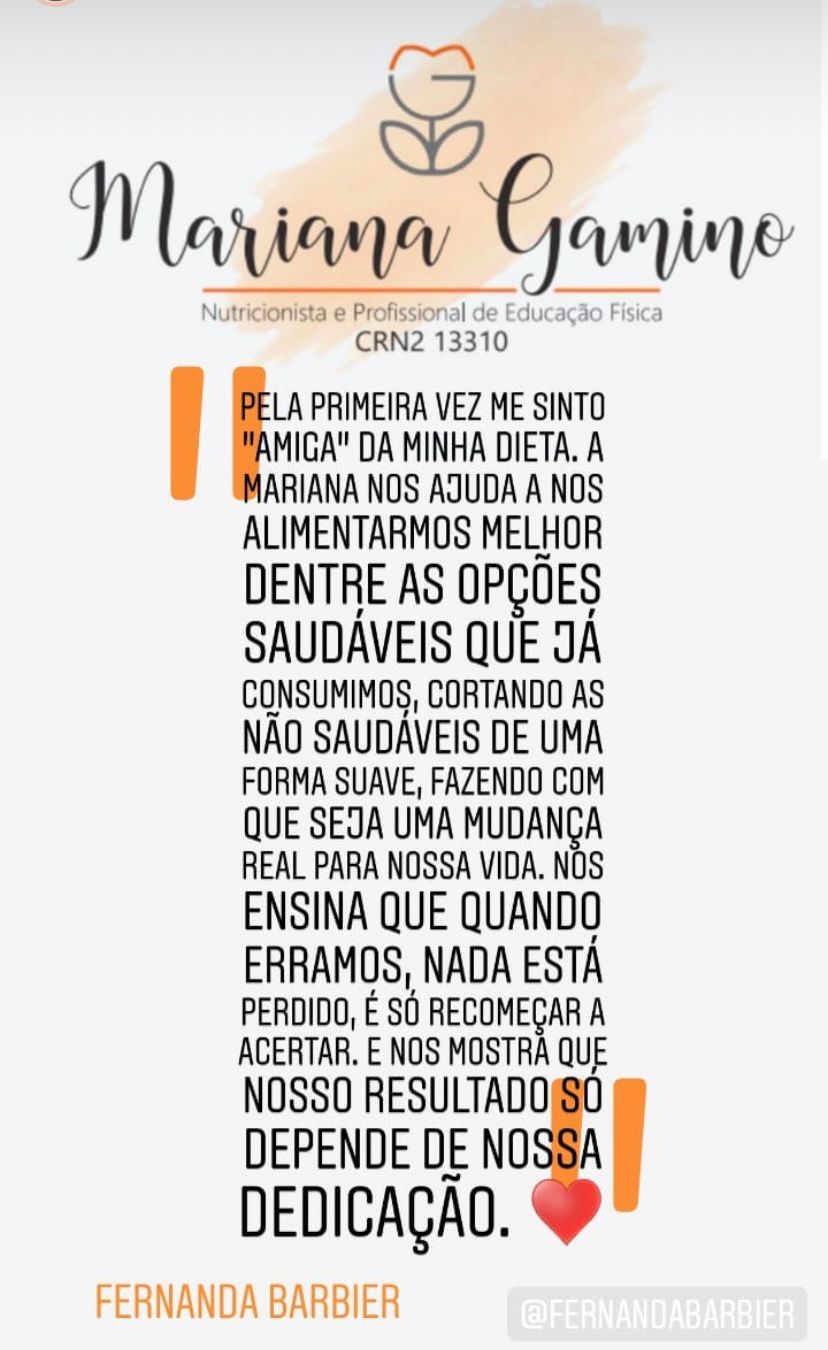 Mariana Gamino
Nutricionista e Profissional de Educação Física
CRN2 13310
"
PELA PRIMEIRA VEZ ME SINTO
"AMIGA" DA MINHA DIETA. A
MARIANA NOS AJUDA A NOS
ALIMENTARMOS MELHOR
DENTRE AS OPÇÕES
SAUDÁVEIS QUE JÁ
CONSUMIMOS, CORTANDO AS
NÃO SAUDÁVEIS DE UMA
FORMA SUAVE, FAZENDO COM
QUE SEJA UMA MUDANÇA
REAL PARA NOSSA VIDA. NOS
ENSINA QUE QUANDO
ERRAMOS, NADA ESTÁ
PERDIDO, É SÓ RECOMEÇAR A
ACERTAR. E NOS MOSTRA QUE
NOSSO RESULTADO SÓ
DEPENDE DE NOSSA
DEDICAÇÃO. ❤️
"
FERNANDA BARBIER
@FERNANDABARBIER